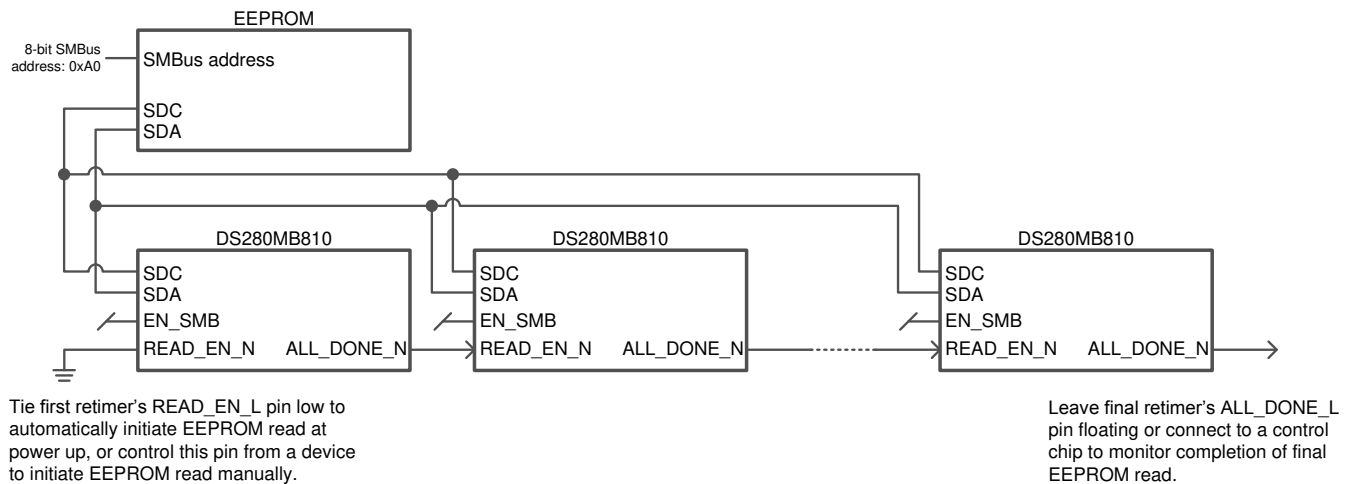 EEPROM
8-bit SMBus
address: 0xA0
SMBus address
SDC
SDA
DS280MB810
SDC
SDA
EN_SMB
READ_EN_N ALL_DONE_N
DS280MB810
SDC
SDA
EN_SMB
READ_EN_N ALL_DONE_N
DS280MB810
SDC
SDA
EN_SMB
READ_EN_N ALL_DONE_N
Tie first retimer's READ_EN_L pin low to
automatically initiate EEPROM read at
power up, or control this pin from a device
to initiate EEPROM read manually.
Leave final retimer's ALL_DONE_L
pin floating or connect to a control
chip to monitor completion of final
EEPROM read.